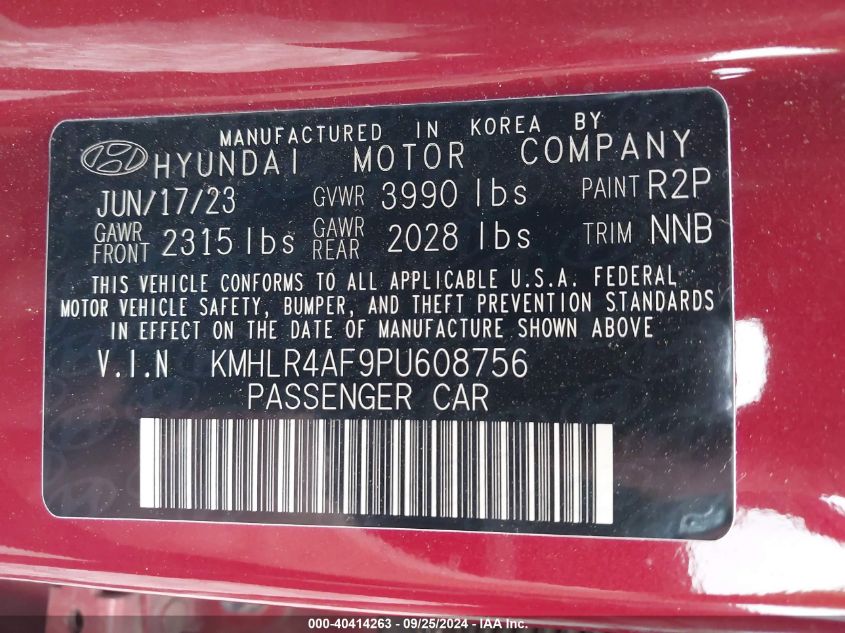 MANUFACTURED IN KOREA BY
HYUNDAI MOTOR COMPANY
JUN/17/23 GVWR 3990 lbs PAINT R2P
GAWR FRONT 2315 lbs GAWR REAR 2028 lbs TRIM NNB
THIS VEHICLE CONFORMS TO ALL APPLICABLE U.S.A. FEDERAL
MOTOR VEHICLE SAFETY, BUMPER, AND THEFT PREVENTION STANDARDS
IN EFFECT ON THE DATE OF MANUFACTURE SHOWN ABOVE
V.I.N KMHLR4AF9PU608756
PASSENGER CAR
000-40414263 - 09/25/2024 - IAA Inc.